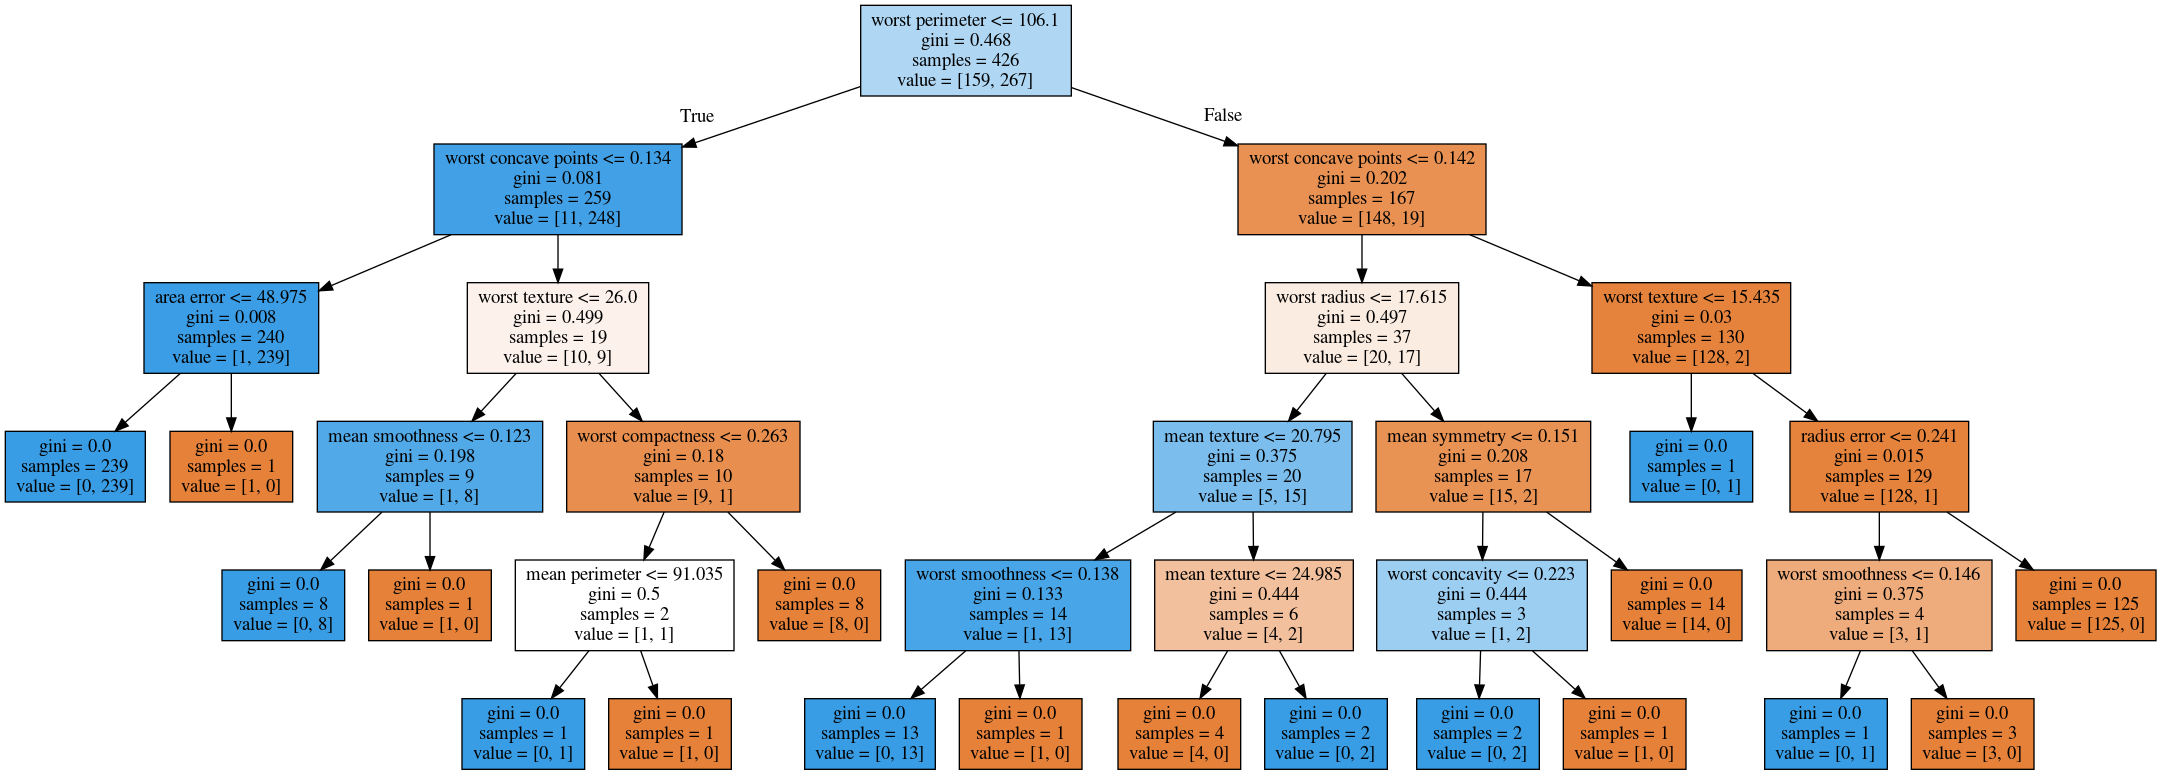 worst perimeter <= 106.1
gini = 0.468
samples = 426
value = [159, 267]
True
False
worst concave points <= 0.134
gini = 0.081
samples = 259
value = [11, 248]
worst concave points <= 0.142
gini = 0.202
samples = 167
value = [148, 19]
area error <= 48.975
gini = 0.008
samples = 240
value = [1, 239]
worst texture <= 26.0
gini = 0.499
samples = 19
value = [10, 9]
worst radius <= 17.615
gini = 0.497
samples = 37
value = [20, 17]
worst texture <= 15.435
gini = 0.03
samples = 130
value = [128, 2]
gini = 0.0
samples = 239
value = [0, 239]
gini = 0.0
samples = 1
value = [1, 0]
mean smoothness <= 0.123
gini = 0.198
samples = 9
value = [1, 8]
worst compactness <= 0.263
gini = 0.18
samples = 10
value = [9, 1]
mean texture <= 20.795
gini = 0.375
samples = 20
value = [5, 15]
mean symmetry <= 0.151
gini = 0.208
samples = 17
value = [15, 2]
gini = 0.0
samples = 1
value = [0, 1]
radius error <= 0.241
gini = 0.015
samples = 129
value = [128, 1]
gini = 0.0
samples = 8
value = [0, 8]
gini = 0.0
samples = 1
value = [1, 0]
mean perimeter <= 91.035
gini = 0.5
samples = 2
value = [1, 1]
gini = 0.0
samples = 8
value = [8, 0]
worst smoothness <= 0.138
gini = 0.133
samples = 14
value = [1, 13]
mean texture <= 24.985
gini = 0.444
samples = 6
value = [4, 2]
worst concavity <= 0.223
gini = 0.444
samples = 3
value = [1, 2]
gini = 0.0
samples = 14
value = [14, 0]
worst smoothness <= 0.146
gini = 0.375
samples = 4
value = [3, 1]
gini = 0.0
samples = 125
value = [125, 0]
gini = 0.0
samples = 1
value = [0, 1]
gini = 0.0
samples = 1
value = [1, 0]
gini = 0.0
samples = 13
value = [0, 13]
gini = 0.0
samples = 1
value = [1, 0]
gini = 0.0
samples = 4
value = [4, 0]
gini = 0.0
samples = 2
value = [0, 2]
gini = 0.0
samples = 2
value = [0, 2]
gini = 0.0
samples = 1
value = [1, 0]
gini = 0.0
samples = 1
value = [0, 1]
gini = 0.0
samples = 3
value = [3, 0]